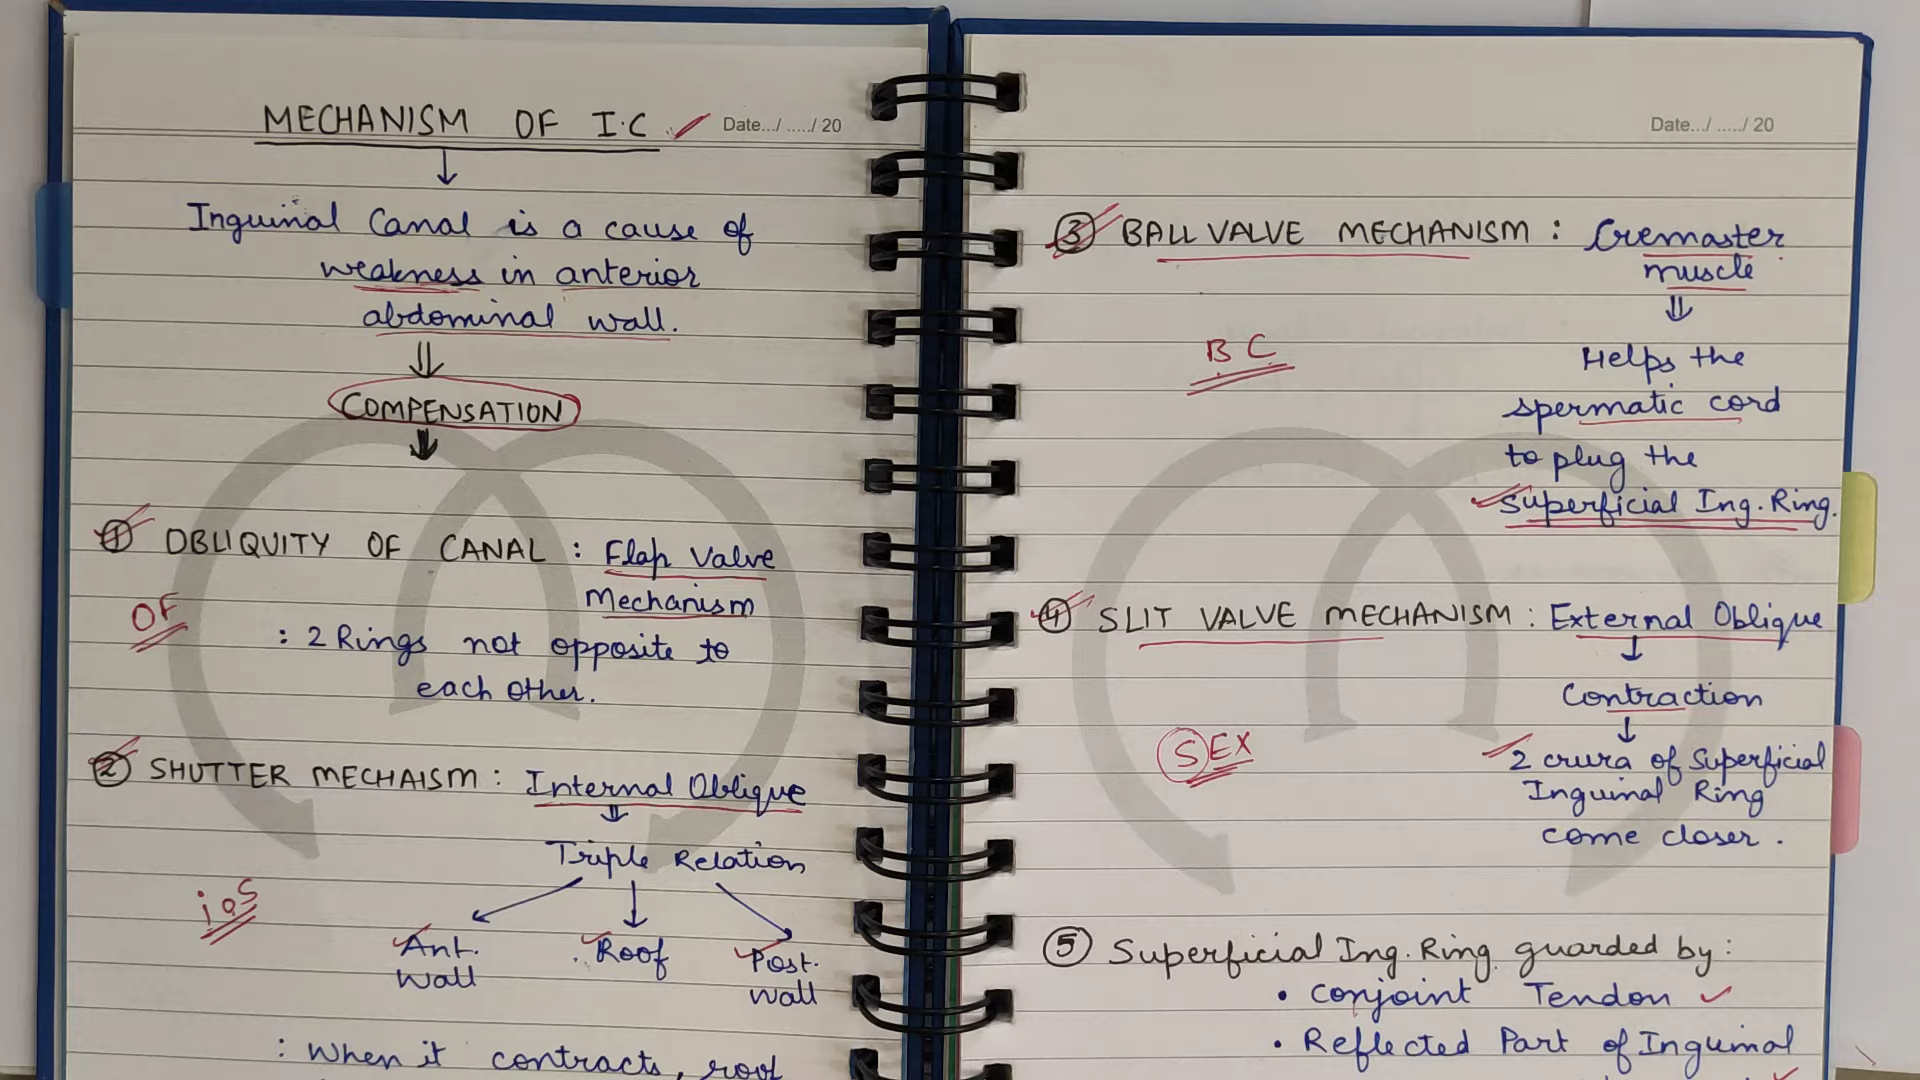 MECHANISM OF I.C
Date.../ ...../ 20
Inguinal Canal is a cause of
weakness in anterior
abdominal wall.
COMPENSATION
① OBLIQUITY OF CANAL : Flap Valve
Mechanism
OF
: 2 Rings not opposite to
each other.
② SHUTTER MECHAISM : Internal Oblique
Triple Relation
ioS
Ant. Roof Post.
wall wall
: When it contracts, roof
Date.../ ...../ 20
③ BALL VALVE MECHANISM : Cremaster
muscle
B C
Helps the
spermatic cord
to plug the
Superficial Ing. Ring.
④ SLIT VALVE MECHANISM : External Oblique
Contraction
SEX
2 crura of Superficial
Inguinal Ring
come closer.
⑤ Superficial Ing. Ring guarded by :
• Conjoint Tendon
• Reflected Part of Inguinal